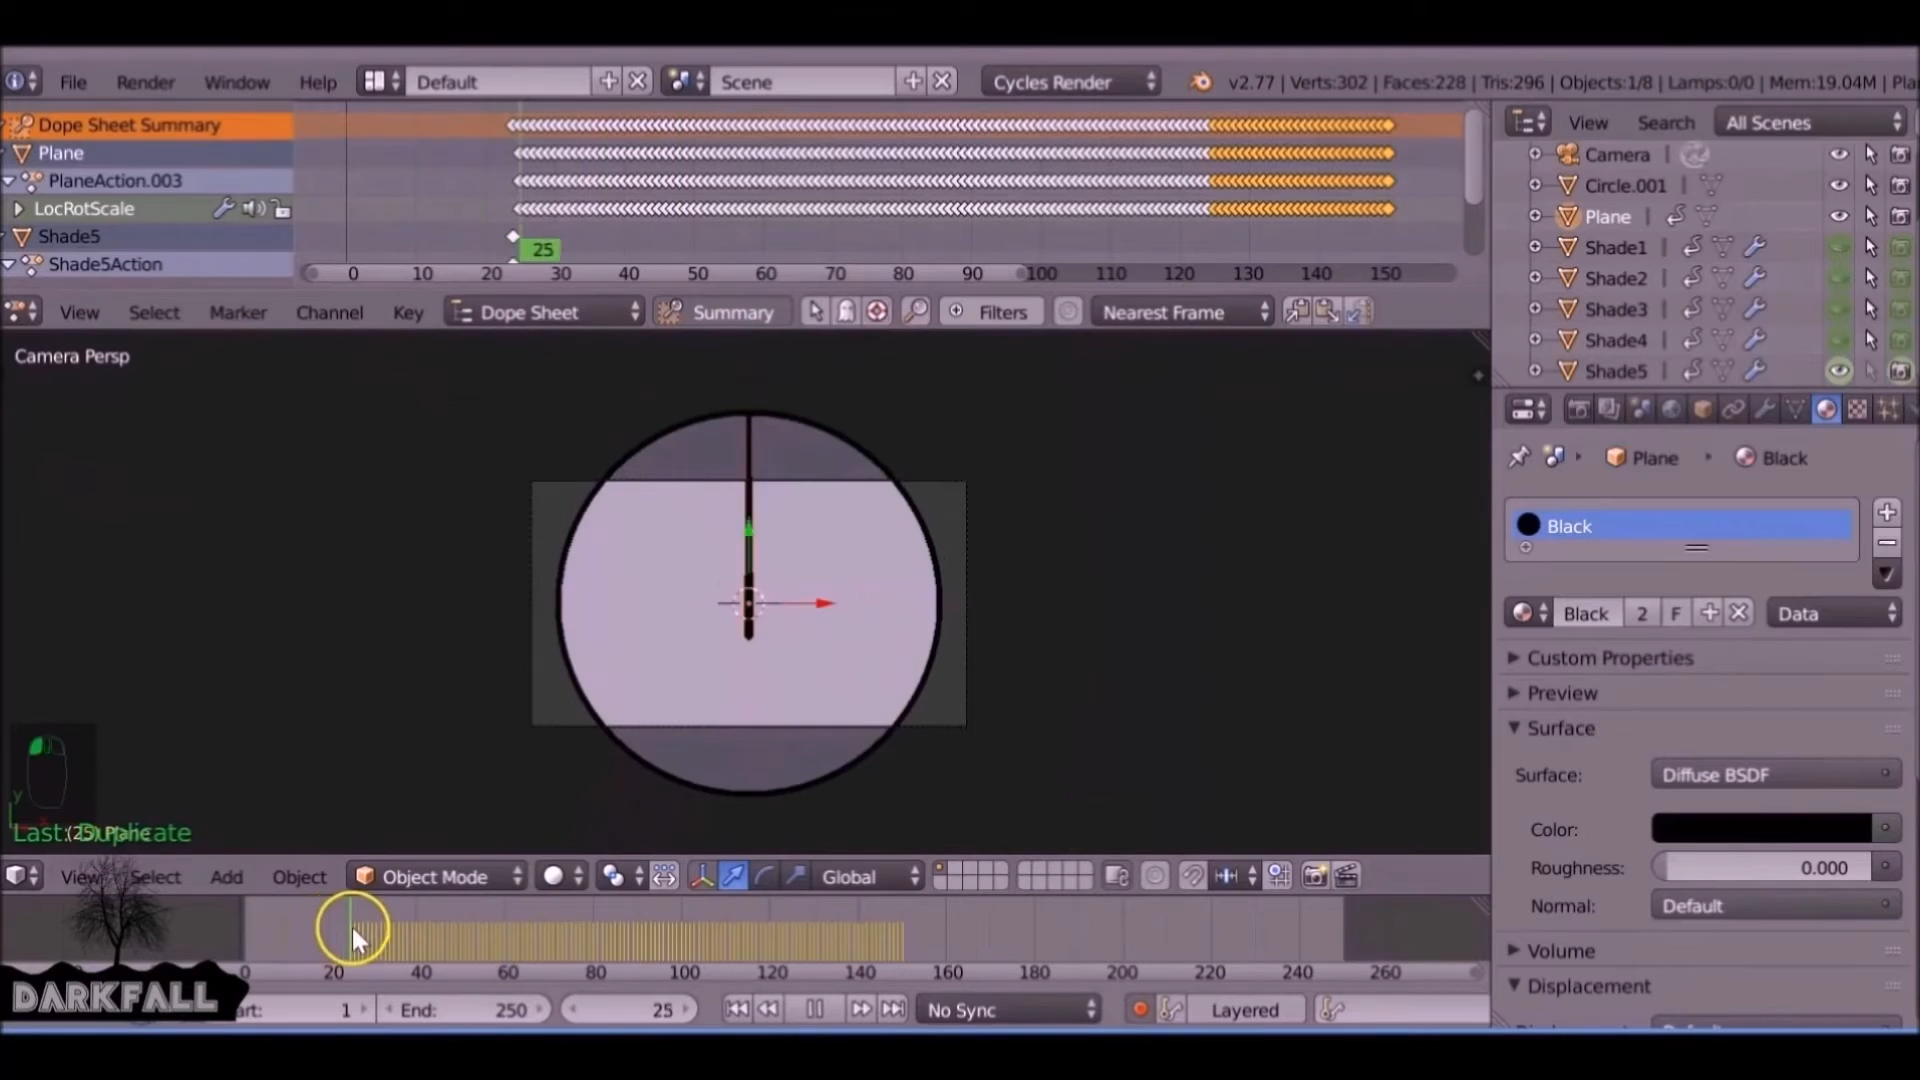 File Render Window Help Default Scene Cycles Render v2.77 | Verts:302 | Faces:228 | Tris:296 | Objects:1/8 | Lamps:0/0 | Mem:19.04M | Pla
Dope Sheet Summary
Plane
PlaneAction.003
LocRotScale
Shade5
Shade5Action
25
0 10 20 30 40 50 60 70 80 90 100 110 120 130 140 150
View Select Marker Channel Key Dope Sheet Summary Filters Nearest Frame
View Search All Scenes
Camera
Circle.001
Plane
Shade1
Shade2
Shade3
Shade4
Shade5
Camera Persp
Plane Black
Black
Black 2 F Data
Custom Properties
Preview
Surface
Surface: Diffuse BSDF
Color:
Roughness: 0.000
Normal: Default
Volume
Displacement
y
Last: Duplicate
(25) Plane
View Select Add Object Object Mode Global
0 20 40 60 80 100 120 140 160 180 200 220 240 260
DARKFALL
art: 1 End: 250 25 No Sync Layered